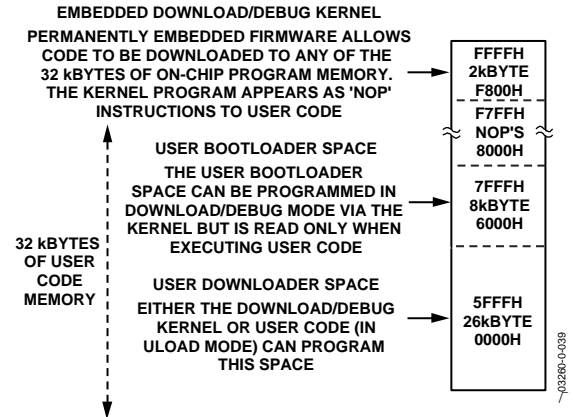 EMBEDDED DOWNLOAD/DEBUG KERNEL
PERMANENTLY EMBEDDED FIRMWARE ALLOWS
CODE TO BE DOWNLOADED TO ANY OF THE
32 kBYTES OF ON-CHIP PROGRAM MEMORY.
THE KERNEL PROGRAM APPEARS AS 'NOP'
INSTRUCTIONS TO USER CODE
FFFFH
2kBYTE
F800H
F7FFH
NOP'S
8000H
USER BOOTLOADER SPACE
THE USER BOOTLOADER
SPACE CAN BE PROGRAMMED IN
DOWNLOAD/DEBUG MODE VIA THE
KERNEL BUT IS READ ONLY WHEN
EXECUTING USER CODE
7FFFH
8kBYTE
6000H
32 kBYTES
OF USER
CODE
MEMORY
USER DOWNLOADER SPACE
EITHER THE DOWNLOAD/DEBUG
KERNEL OR USER CODE (IN
ULOAD MODE) CAN PROGRAM
THIS SPACE
5FFFH
26kBYTE
0000H
03260-0-039